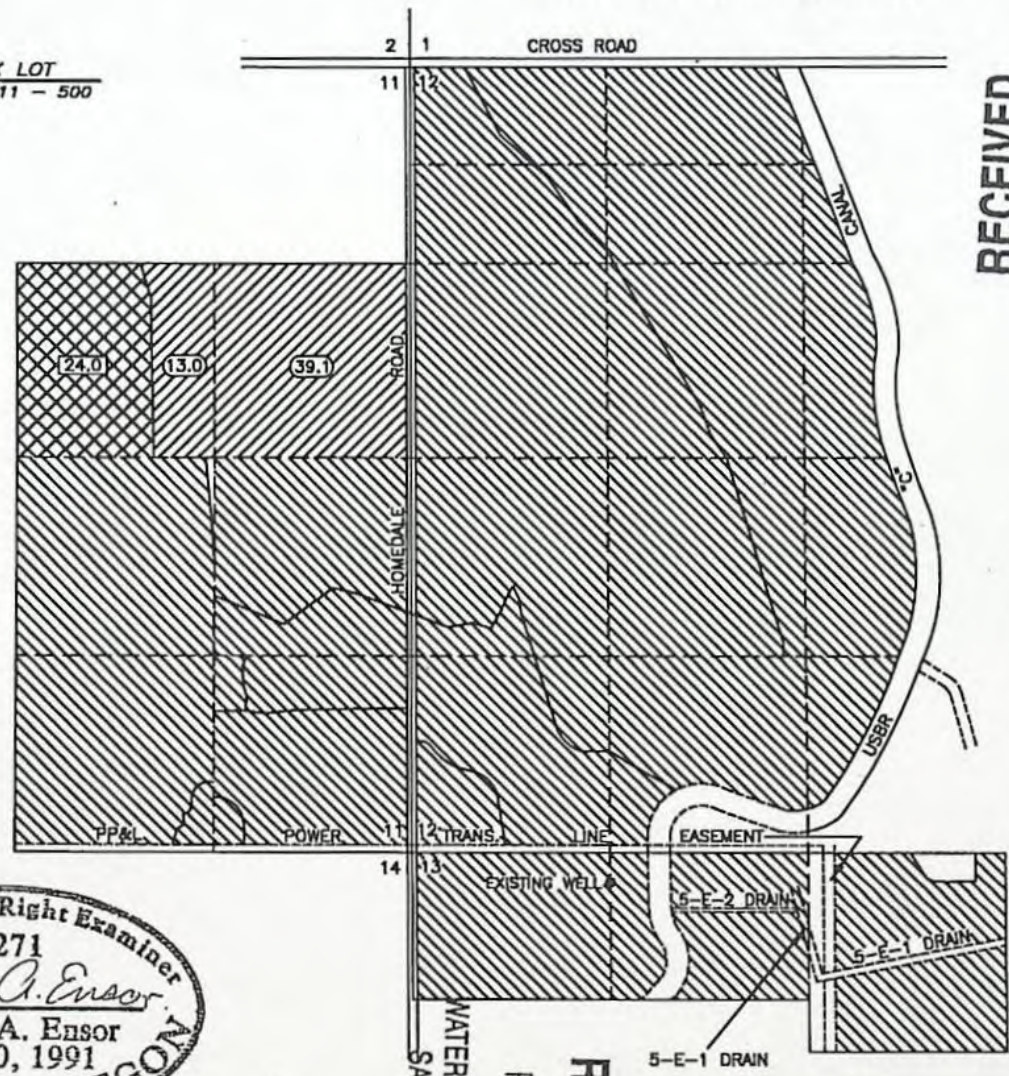 LOT
11 - 500
2 1
CROSS ROAD
11 12
RECEIVED
CANAL
24.0
13.0
39.1
ROAD
HOMEDALE
"C"
USBR
PP&L POWER 11 12 TRANS. LINE EASEMENT
14 13
EXISTING WELL
5-E-2 DRAIN
5-E-1 DRAIN
5-E-1 DRAIN
Right Examiner
271
A. Ensor
A. Ensor
0, 1991
WATER
SA